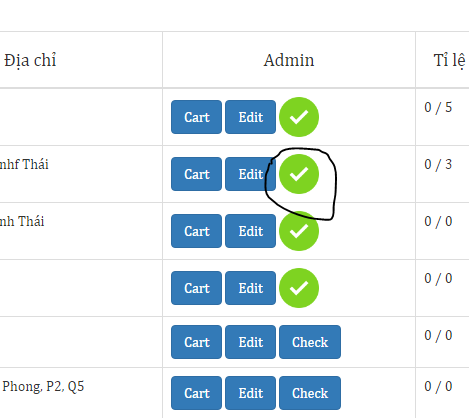 Địa chỉ Admin Tỉ lệ
Cart Edit 0 / 5
nhf Thái Cart Edit 0 / 3
nh Thái Cart Edit 0 / 0
Cart Edit 0 / 0
Cart Edit Check 0 / 0
Phong, P2, Q5 Cart Edit Check 0 / 0